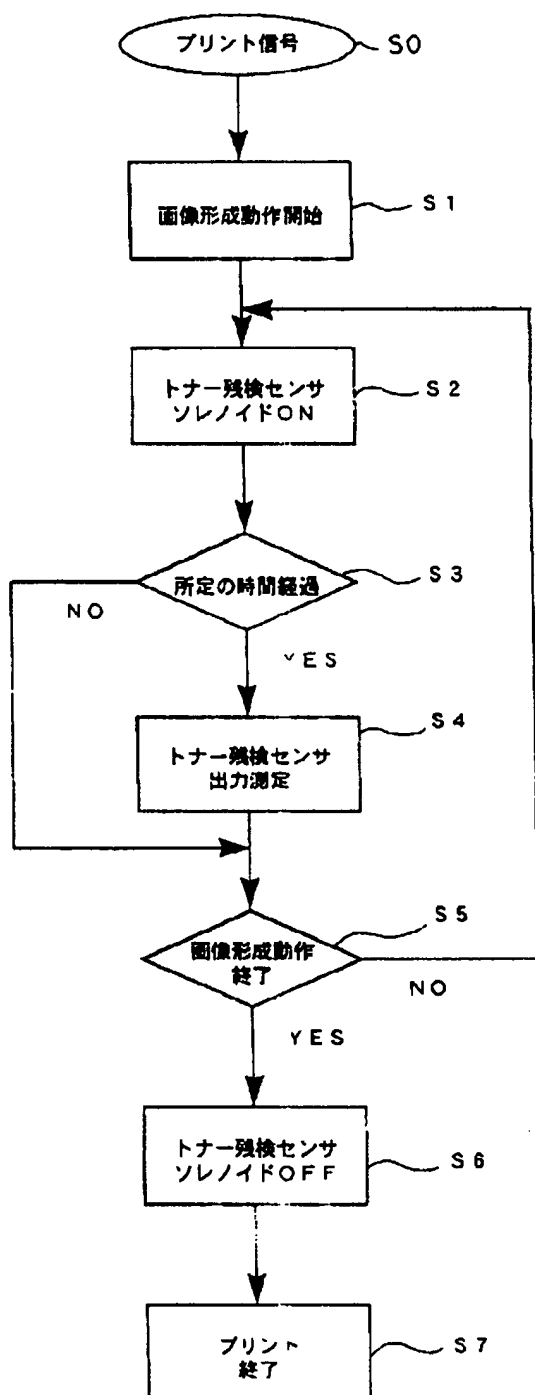 プリント信号
S0
画像形成動作開始
S1
トナー残検センサ
ソレノイドON
S2
所定の時間経過
S3
NO
YES
トナー残検センサ
出力測定
S4
画像形成動作
終了
S5
NO
YES
トナー残検センサ
ソレノイドOFF
S6
プリント
終了
S7